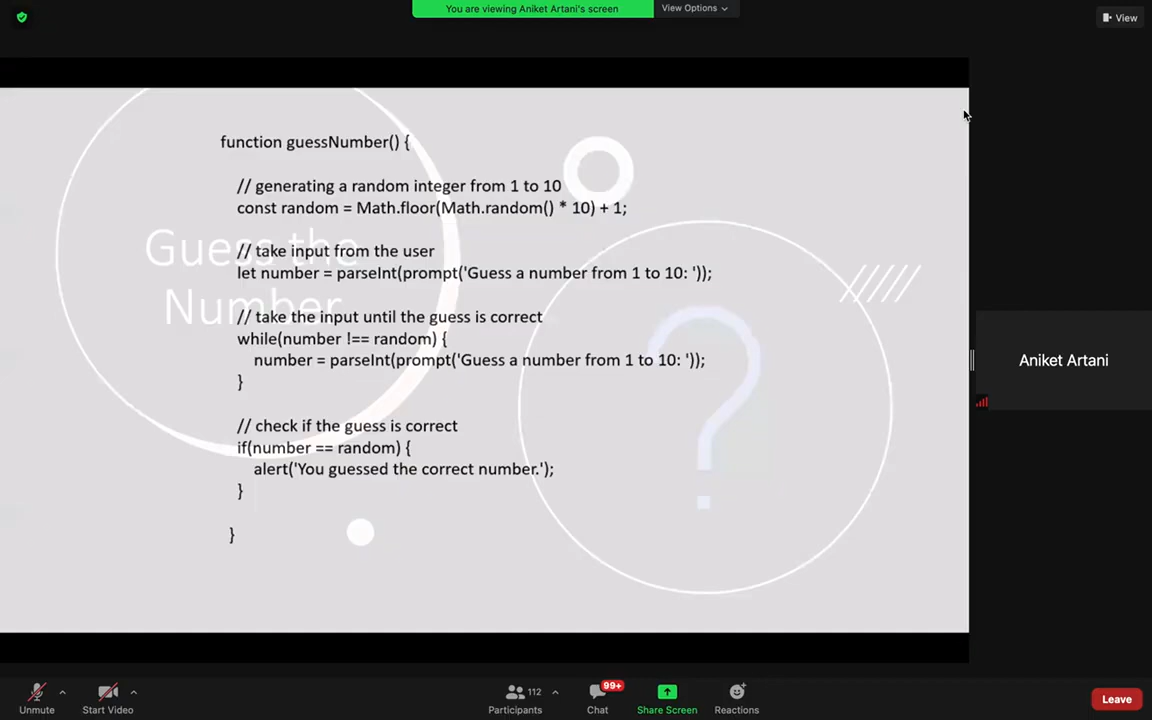 You are viewing Aniket Artani's screen
View Options
View
Guess the
Number
function guessNumber() {
// generating a random integer from 1 to 10
const random = Math.floor(Math.random() * 10) + 1;
// take input from the user
let number = parseInt(prompt('Guess a number from 1 to 10: '));
// take the input until the guess is correct
while(number !== random) {
number = parseInt(prompt('Guess a number from 1 to 10: '));
}
// check if the guess is correct
if(number == random) {
alert('You guessed the correct number.');
}
}
?
Aniket Artani
Unmute
Start Video
112
Participants
99+
Chat
Share Screen
Reactions
Leave